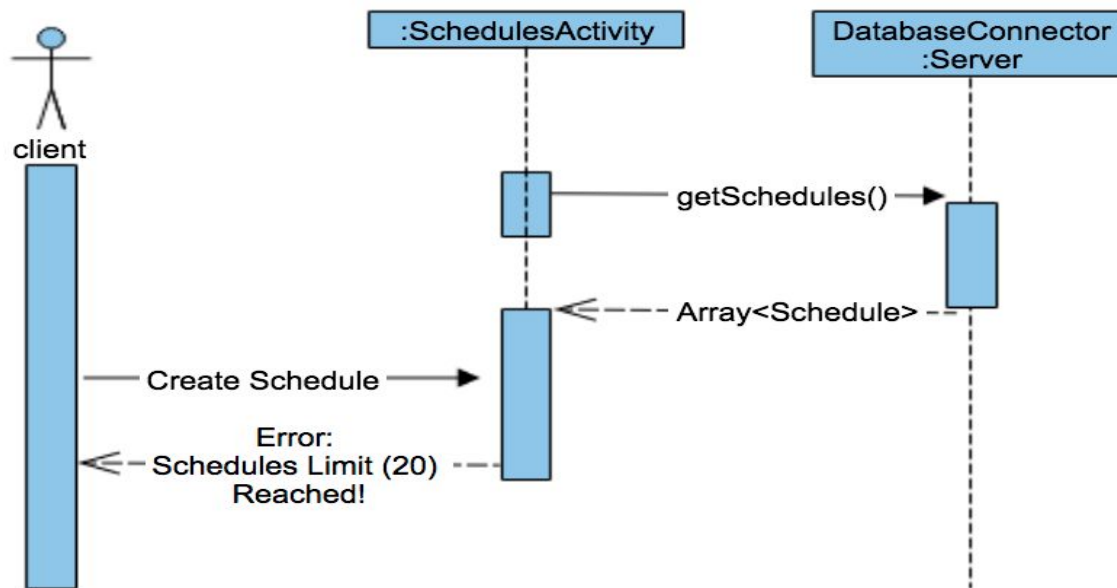 :SchedulesActivity
DatabaseConnector
:Server
client
getSchedules()
Array<Schedule>
Create Schedule
Error:
Schedules Limit (20)
Reached!